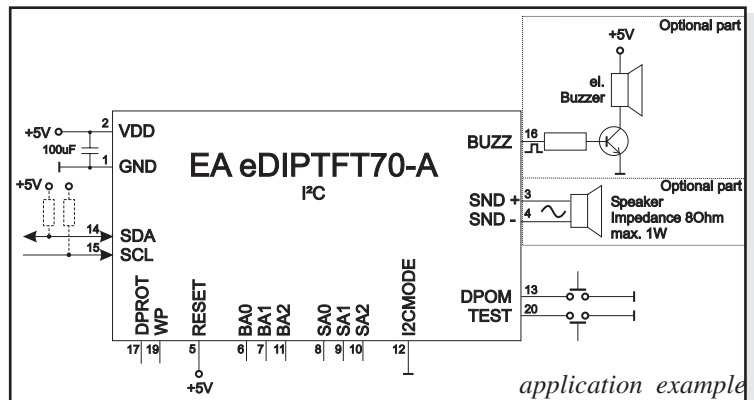 Optional part
+5V
el.
Buzzer
2
+5V
VDD
100uF
1
GND
EA eDIPTFT70-A
I²C
BUZZ
16
+5V
Optional part
SND +
3
SND -
4
Speaker
Impedance 8Ohm
max. 1W
14
SDA
15
SCL
DPOM
13
TEST
20
DPROT
WP
RESET
BA0
BA1
BA2
SA0
SA1
SA2
I2CMODE
17
19
5
6
7
11
8
9
10
12
+5V
application example